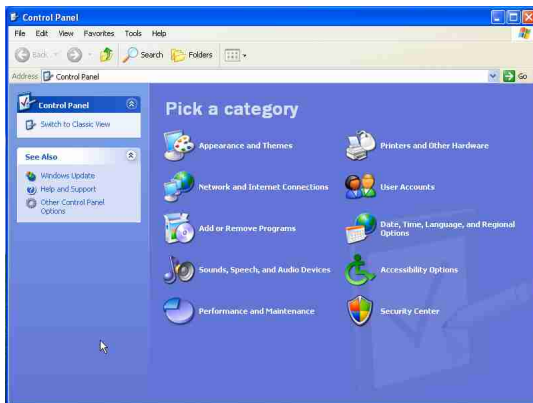 Control Panel
File Edit View Favorites Tools Help
Back Search Folders
Address Control Panel Go
Control Panel
Switch to Classic View
See Also
Windows Update
Help and Support
Other Control Panel
Options
Pick a category
Appearance and Themes
Printers and Other Hardware
Network and Internet Connections
User Accounts
Add or Remove Programs
Date, Time, Language, and Regional
Options
Sounds, Speech, and Audio Devices
Accessibility Options
Performance and Maintenance
Security Center